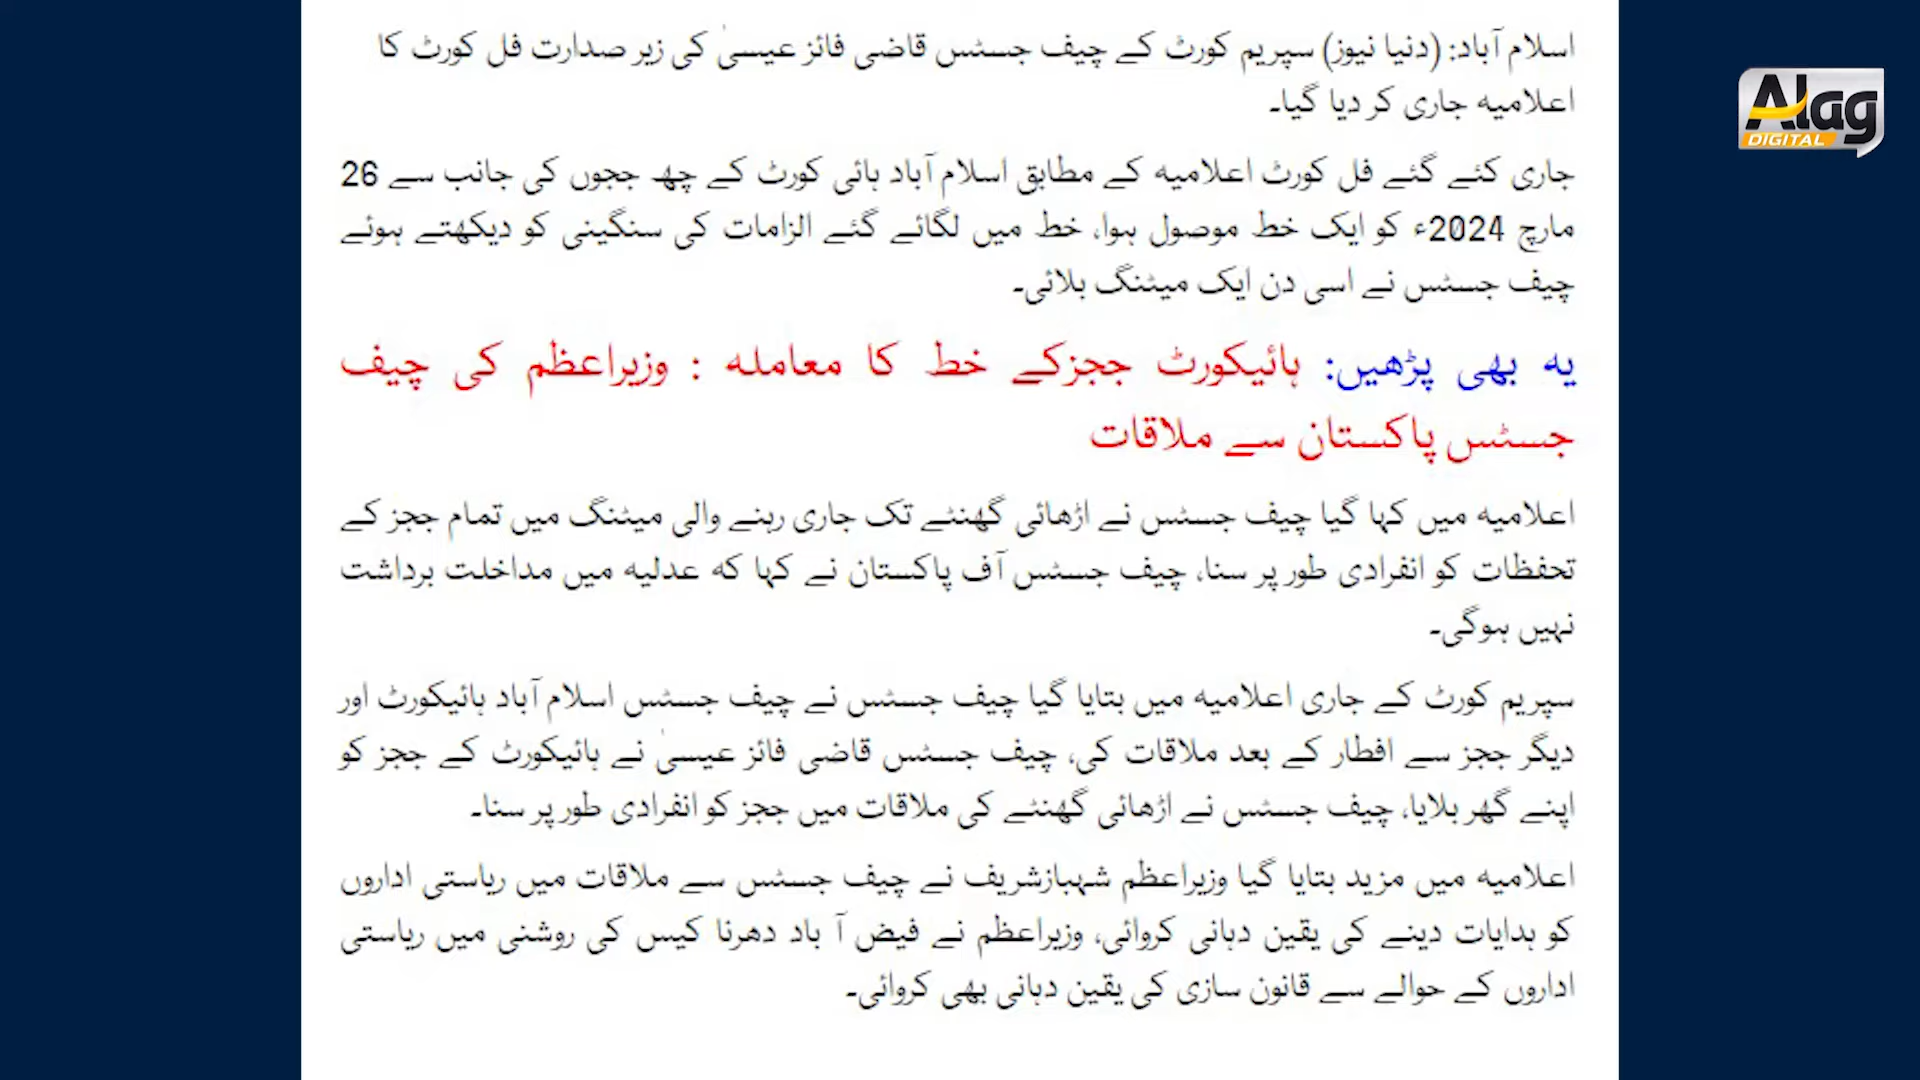 اسلام آباد: (دنیا نیوز) سپریم کورٹ کے چیف جسٹس قاضی فائز عیسیٰ کی زیر صدارت فل کورٹ کا
اعلامیہ جاری کر دیا گیا۔
جاری کئے گئے فل کورٹ اعلامیہ کے مطابق اسلام آباد ہائی کورٹ کے چھ ججوں کی جانب سے 26
مارچ 2024ء کو ایک خط موصول ہوا، خط میں لگائے گئے الزامات کی سنگینی کو دیکھتے ہوئے
چیف جسٹس نے اسی دن ایک میٹنگ بلائی۔
یہ بھی پڑھیں: ہائیکورٹ ججزکے خط کا معاملہ : وزیراعظم کی چیف
جسٹس پاکستان سے ملاقات
اعلامیہ میں کہا گیا چیف جسٹس نے اڑھائی گھنٹے تک جاری رہنے والی میٹنگ میں تمام ججز کے
تحفظات کو انفرادی طور پر سنا، چیف جسٹس آف پاکستان نے کہا کہ عدلیہ میں مداخلت برداشت
نہیں ہوگی۔
سپریم کورٹ کے جاری اعلامیہ میں بتایا گیا چیف جسٹس نے چیف جسٹس اسلام آباد ہائیکورٹ اور
دیگر ججز سے افطار کے بعد ملاقات کی، چیف جسٹس قاضی فائز عیسیٰ نے ہائیکورٹ کے ججز کو
اپنے گھر بلایا، چیف جسٹس نے اڑھائی گھنٹے کی ملاقات میں ججز کو انفرادی طور پر سنا۔
اعلامیہ میں مزید بتایا گیا وزیراعظم شہبازشریف نے چیف جسٹس سے ملاقات میں ریاستی اداروں
کو ہدایات دینے کی یقین دہانی کروائی، وزیراعظم نے فیض آ باد دھرنا کیس کی روشنی میں ریاستی
اداروں کے حوالے سے قانون سازی کی یقین دہانی بھی کروائی۔
Alag
DIGITAL